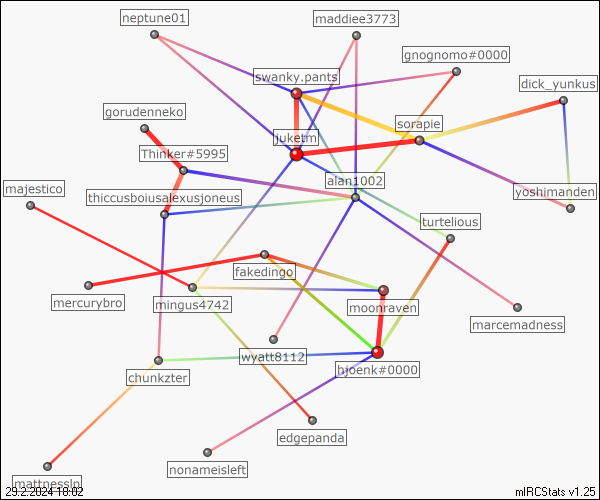 neptune01
maddiee3773
gnognomo#0000
swanky.pants
dick_yunkus
gorudenneko
sorapie
juketm
Thinker#5995
alan1002
majestico
thiccusboiusalexusjoneus
yoshimanden
turtelious
fakedingo
mercurybro
mingus4742
moonraven
marcemadness
wyatt8112
hjoenk#0000
chunkzter
edgepanda
nonameisleft
mattnessln
29.2.2024 18:02
mIRCStats v1.25